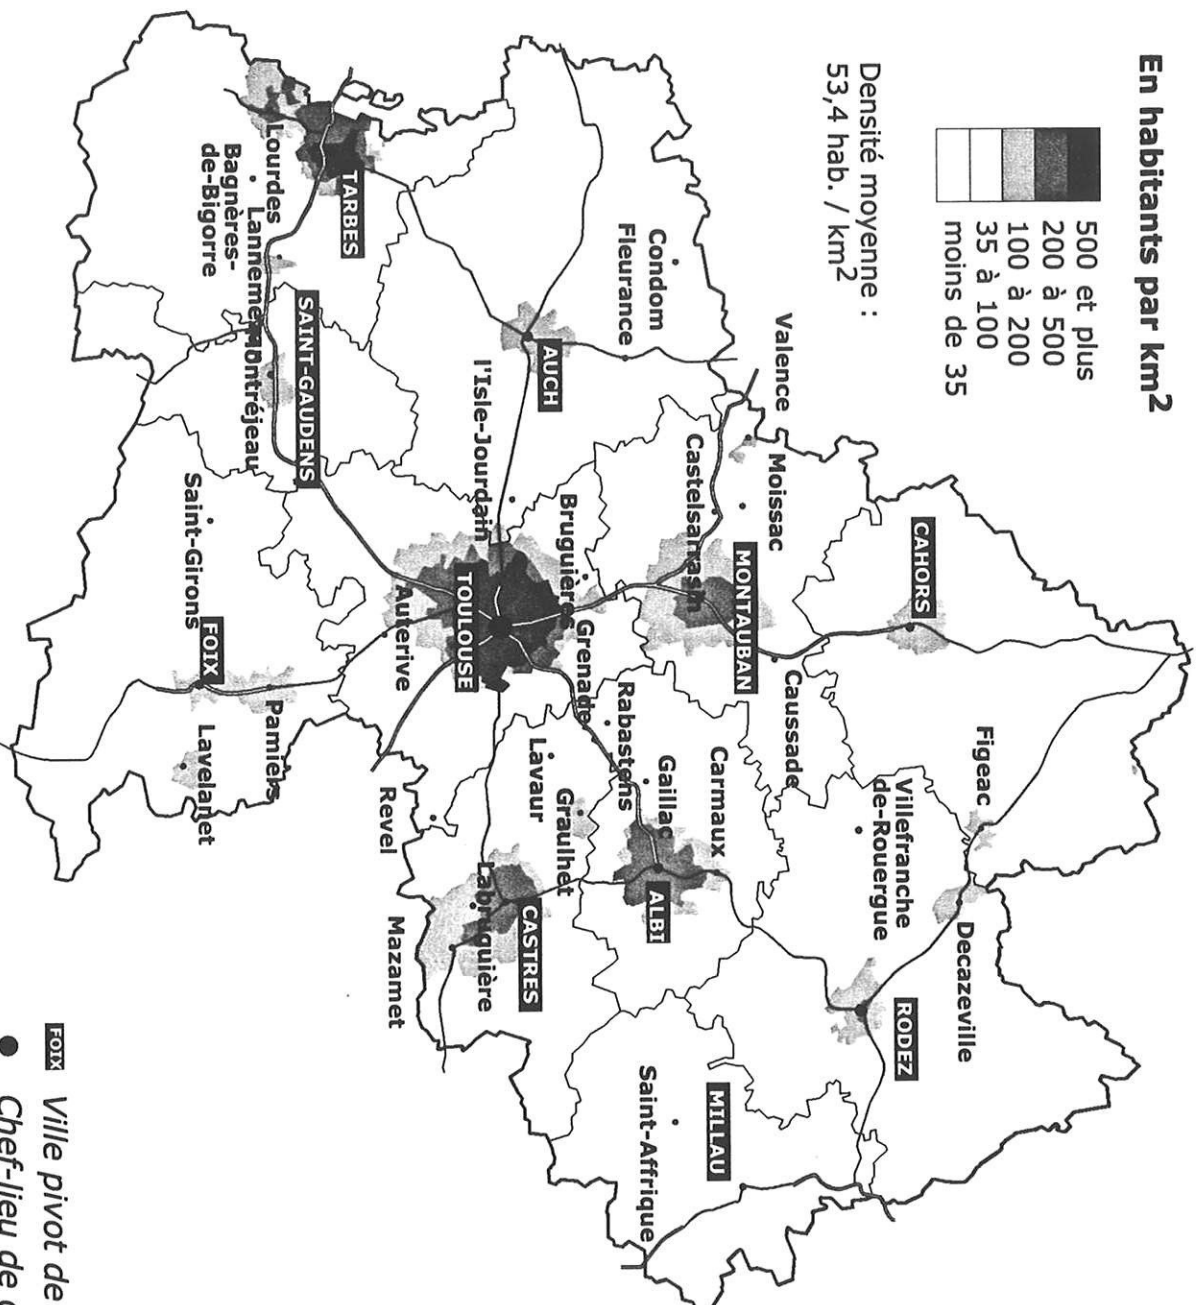 En habitants par km²
500 et plus
200 à 500
100 à 200
35 à 100
moins de 35
Densité moyenne :
53,4 hab. / km²
CAHORS
Figeac
Decazeville
RODEZ
Villefranche
de-Rouergue
Caussade
Valence
Moissac
MONTAUBAN
Castelsarrasin
Carmaux
MILLAU
Condom
Fleurance
Gaillac
ALBI
Rabastens
Saint-Affrique
Bruguières
Grenade
AUCH
l'Isle-Jourdain
Graulhet
Lavaur
CASTRES
Labruguière
TOULOUSE
Auterive
Revel
Mazamet
TARBES
SAINT-GAUDENS
Lourdes
Bagnères-
de-Bigorre
Montréjeau
Pamiers
FOIX
Saint-Girons
Lavelanet
FOIX Ville pivot de
Chef-lieu de